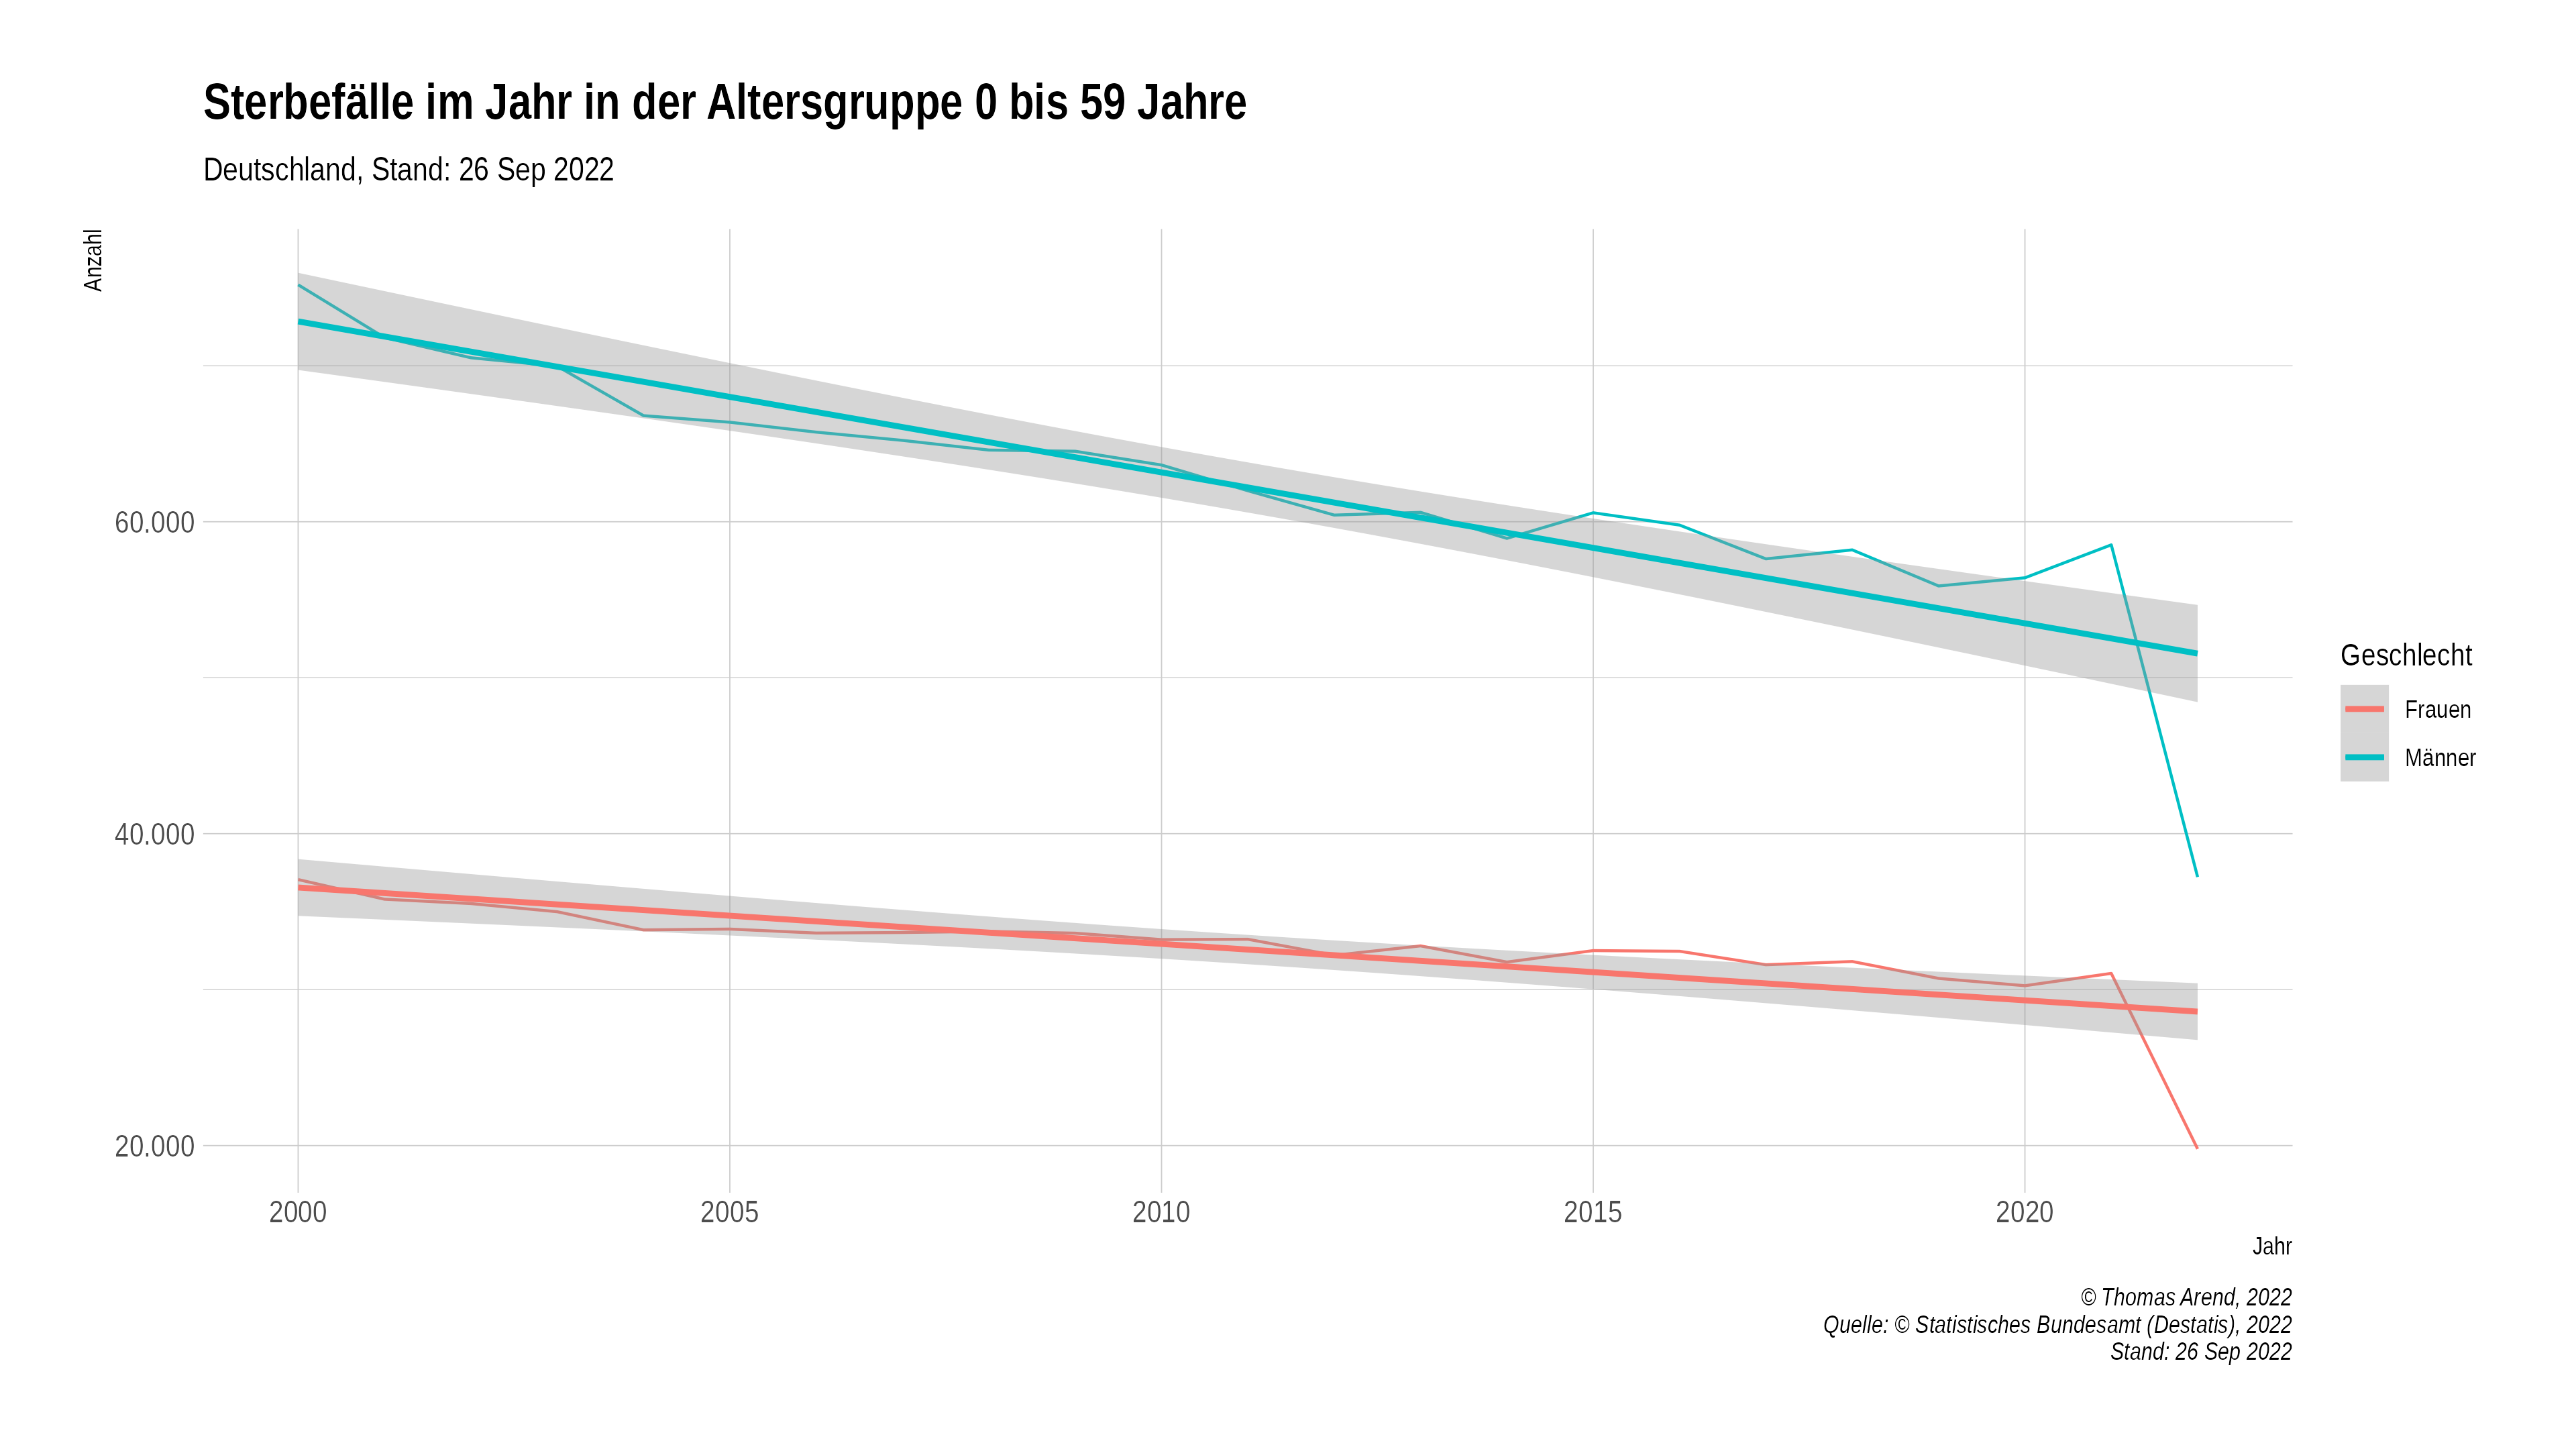 Sterbefälle im Jahr in der Altersgruppe 0 bis 59 Jahre
Deutschland, Stand: 26 Sep 2022
Anzahl
60.000
40.000
20.000
2000
2005
2010
2015
2020
Jahr
Geschlecht
Frauen
Männer
© Thomas Arend, 2022
Quelle: © Statistisches Bundesamt (Destatis), 2022
Stand: 26 Sep 2022